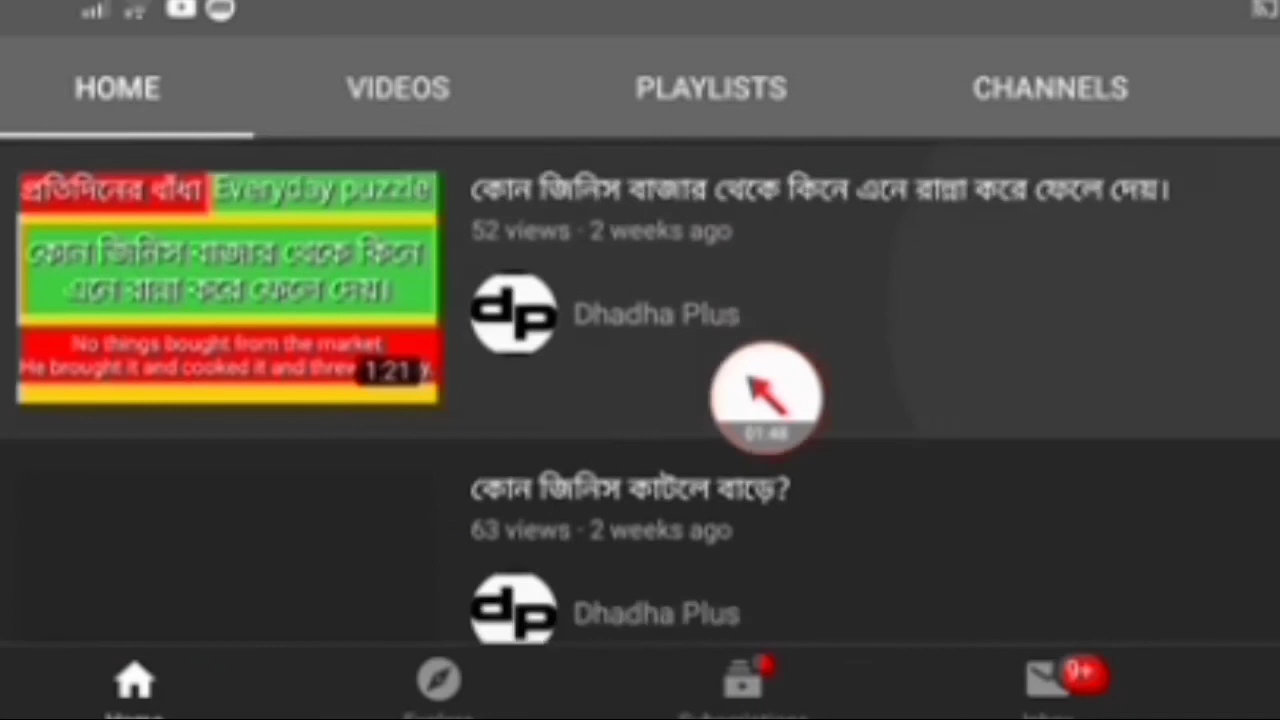 HOME VIDEOS PLAYLISTS CHANNELS
প্রতিদিনের ধাঁধা Everyday puzzle
কোন জিনিস বাজার থেকে কিনে
এনে রান্না করে ফেলে দেয়।
No things bought from the market.
He brought it and cooked it and threw
1:21
কোন জিনিস বাজার থেকে কিনে এনে রান্না করে ফেলে দেয়।
52 views · 2 weeks ago
dp Dhadha Plus
01:48
কোন জিনিস কাটলে বাড়ে?
63 views · 2 weeks ago
dp Dhadha Plus
9+